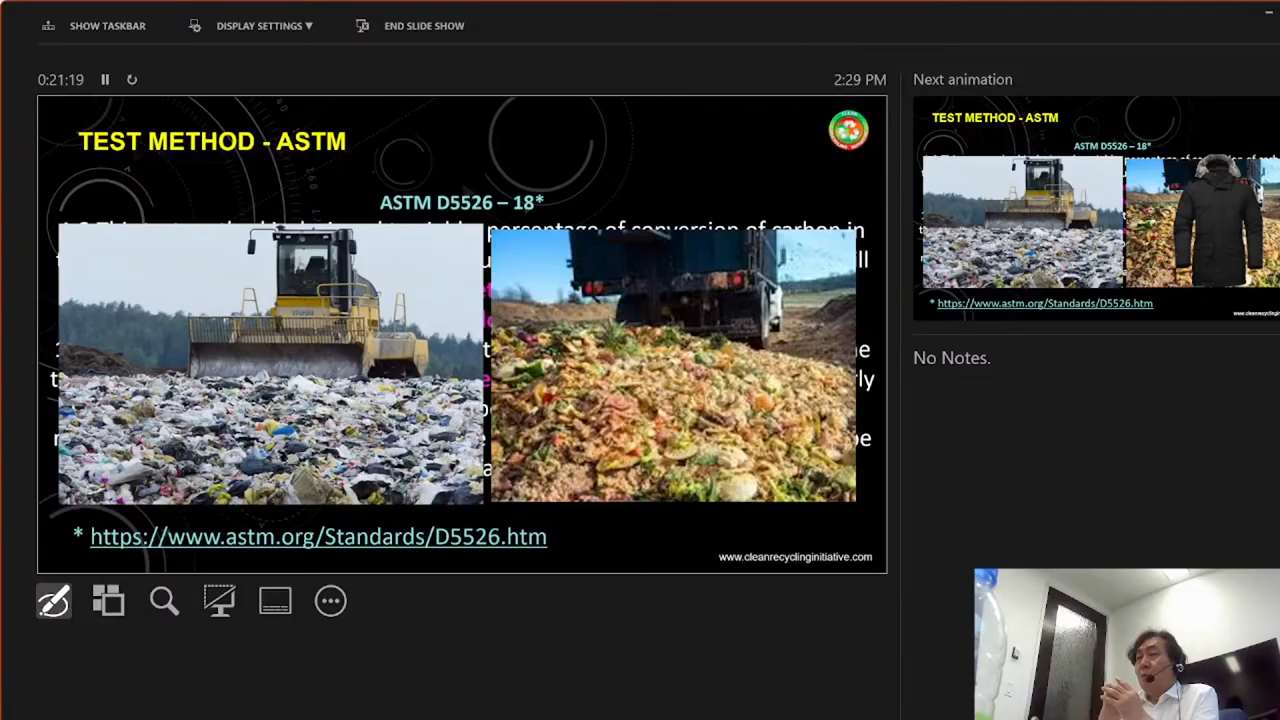 SHOW TASKBAR
DISPLAY SETTINGS ▼
END SLIDE SHOW
0:21:19
2:29 PM
TEST METHOD - ASTM
ASTM D5526 – 18*
percentage of conversion of carbon in
* https://www.astm.org/Standards/D5526.htm
www.cleanrecyclinginitiative.com
Next animation
TEST METHOD - ASTM
ASTM D5526 – 18*
* https://www.astm.org/Standards/D5526.htm
No Notes.